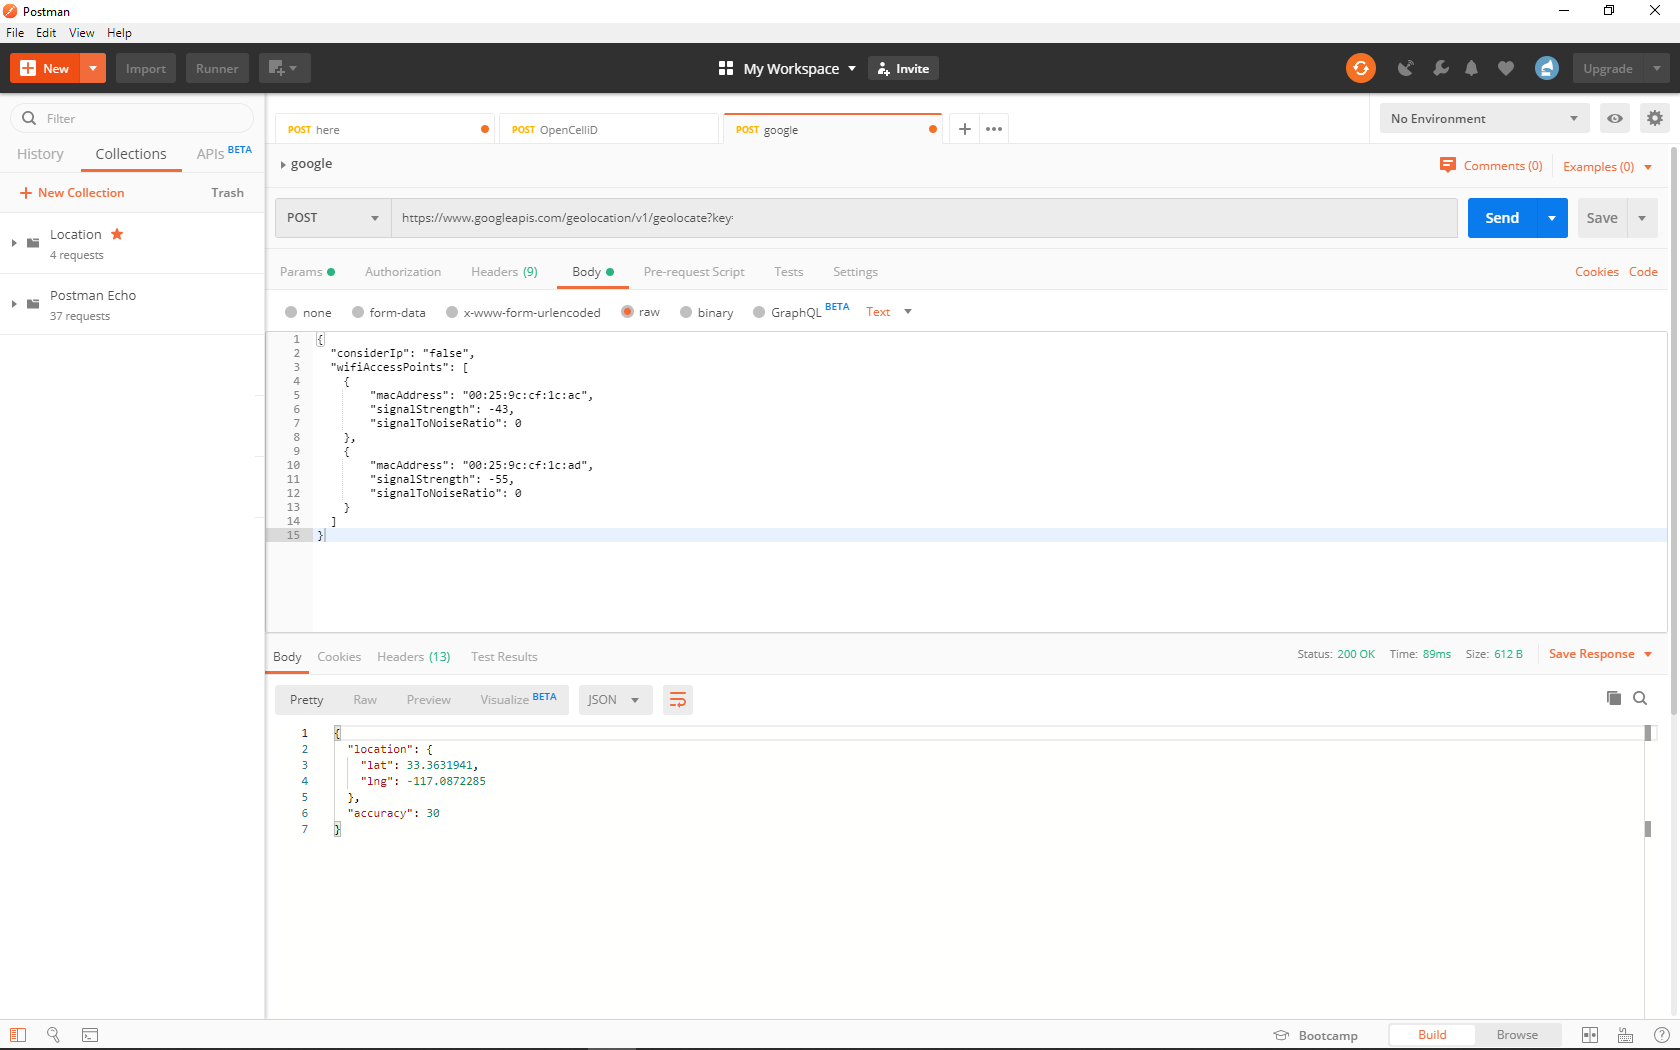 Postman
File Edit View Help
New Import Runner My Workspace Invite Upgrade
Filter
History Collections APIs BETA
New Collection Trash
Location
4 requests
Postman Echo
37 requests
POST here POST OpenCelliD POST google No Environment
google Comments (0) Examples (0)
POST https://www.googleapis.com/geolocation/v1/geolocate?key Send Save
Params Authorization Headers (9) Body Pre-request Script Tests Settings Cookies Code
none form-data x-www-form-urlencoded raw binary GraphQL BETA Text
1 {
2 "considerIp": "false",
3 "wifiAccessPoints": [
4 {
5 "macAddress": "00:25:9c:cf:1c:ac",
6 "signalStrength": -43,
7 "signalToNoiseRatio": 0
8 },
9 {
10 "macAddress": "00:25:9c:cf:1c:ad",
11 "signalStrength": -55,
12 "signalToNoiseRatio": 0
13 }
14 ]
15 }
Body Cookies Headers (13) Test Results Status: 200 OK Time: 89ms Size: 612 B Save Response
Pretty Raw Preview Visualize BETA JSON
1 {
2 "location": {
3 "lat": 33.3631941,
4 "lng": -117.0872285
5 },
6 "accuracy": 30
7 }
Bootcamp Build Browse